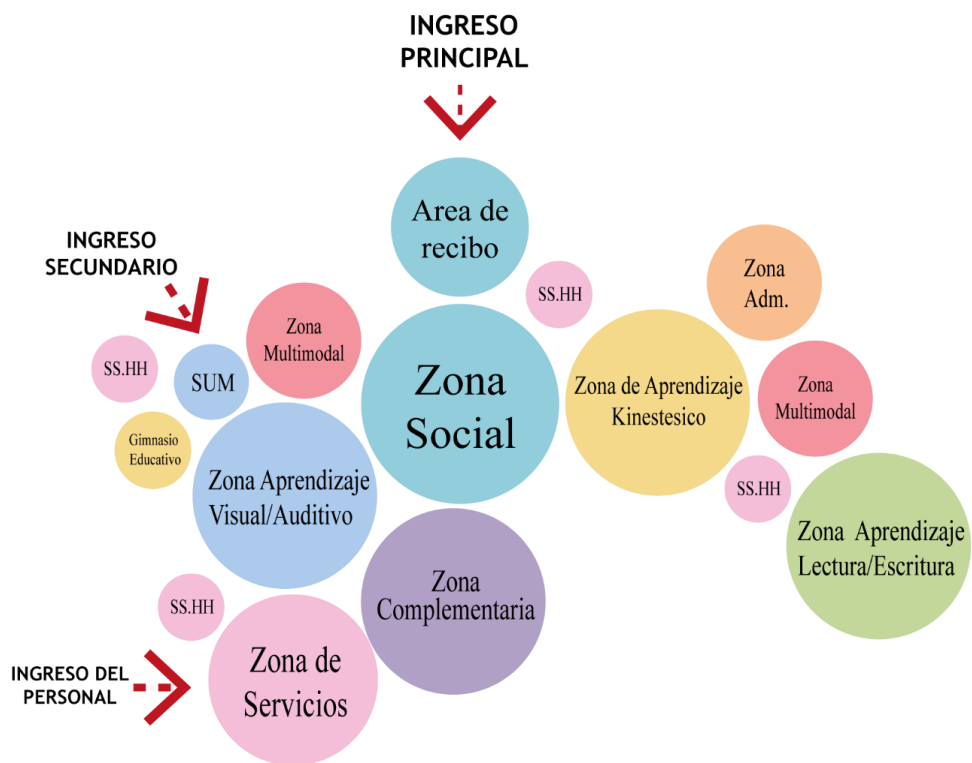 INGRESO
PRINCIPAL
Area de
recibo
INGRESO
SECUNDARIO
SS.HH
Zona
Adm.
Zona
Multimodal
SS.HH
SUM
Zona
Social
Zona de Aprendizaje
Kinestesico
Zona
Multimodal
Gimnasio
Educativo
Zona Aprendizaje
Visual/Auditivo
SS.HH
Zona Aprendizaje
Lectura/Escritura
SS.HH
Zona
Complementaria
INGRESO DEL
PERSONAL
Zona de
Servicios